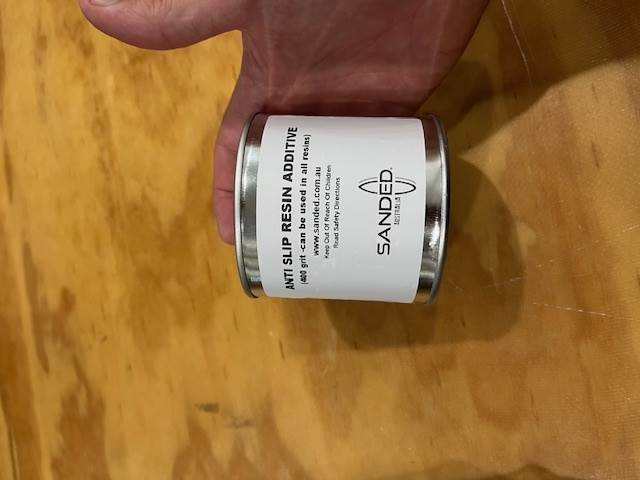 ANTI SLIP RESIN ADDITIVE
(400 grit -can be used in all resins)
www.sanded.com.au
Keep Out Of Reach Of Children
Road Safety Directions
SANDED
AUSTRALIA